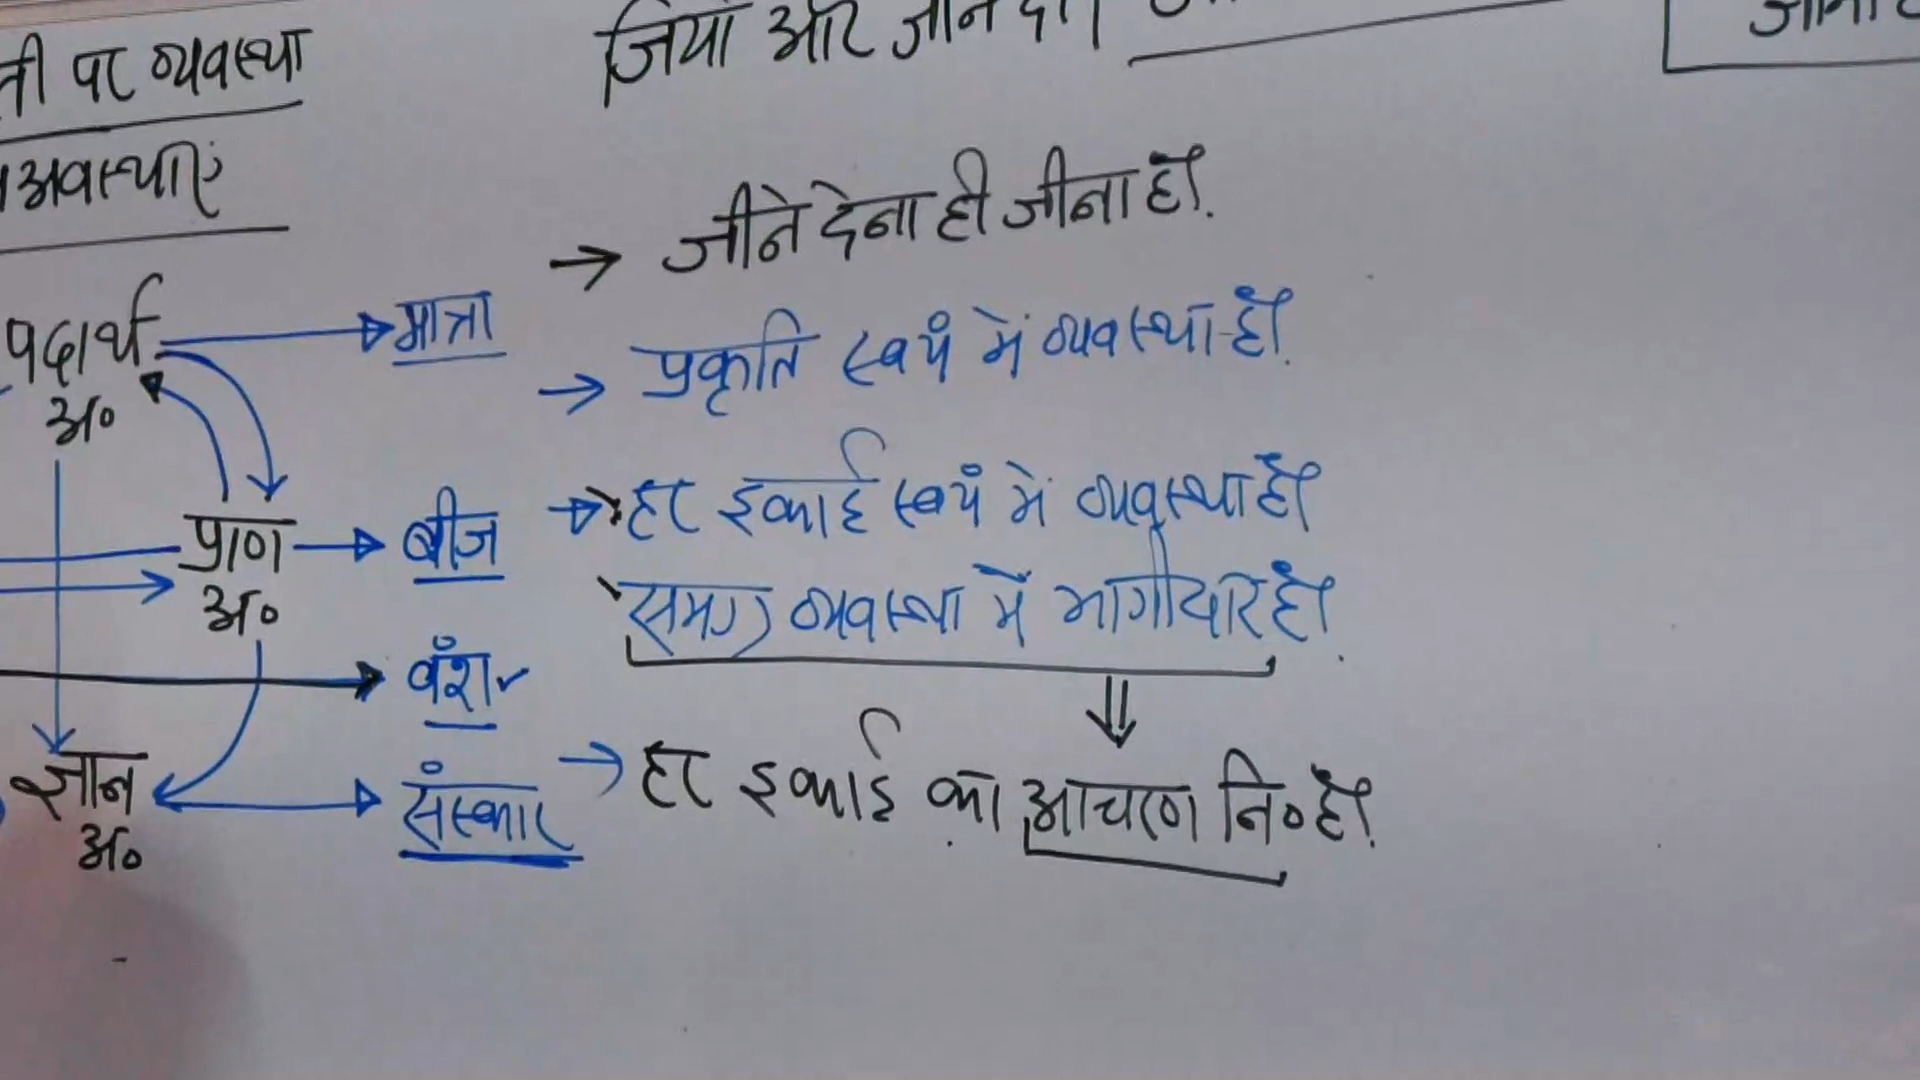 ती पर व्यवस्था
अवस्थाएं
पदार्थ
अ०
प्राण
अ०
ज्ञान
अ०
मात्रा
बीज
वंश ✓
संस्कार
जियो और जीने दो।
→ जीने देना ही जीना है।
→ प्रकृति स्वयं में व्यवस्था है।
→ हर इकाई स्वयं में व्यवस्था है।
समग्र व्यवस्था में भागीदारि है।
⇓
→ हर इकाई का आचरण नि० है।